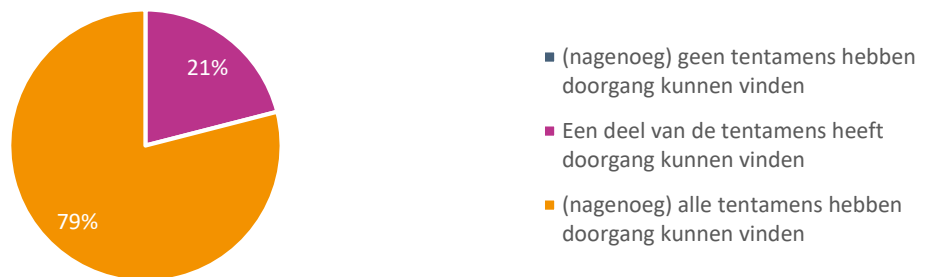 21%
79%
(nagenoeg) geen tentamens hebben
doorgang kunnen vinden
Een deel van de tentamens heeft
doorgang kunnen vinden
(nagenoeg) alle tentamens hebben
doorgang kunnen vinden